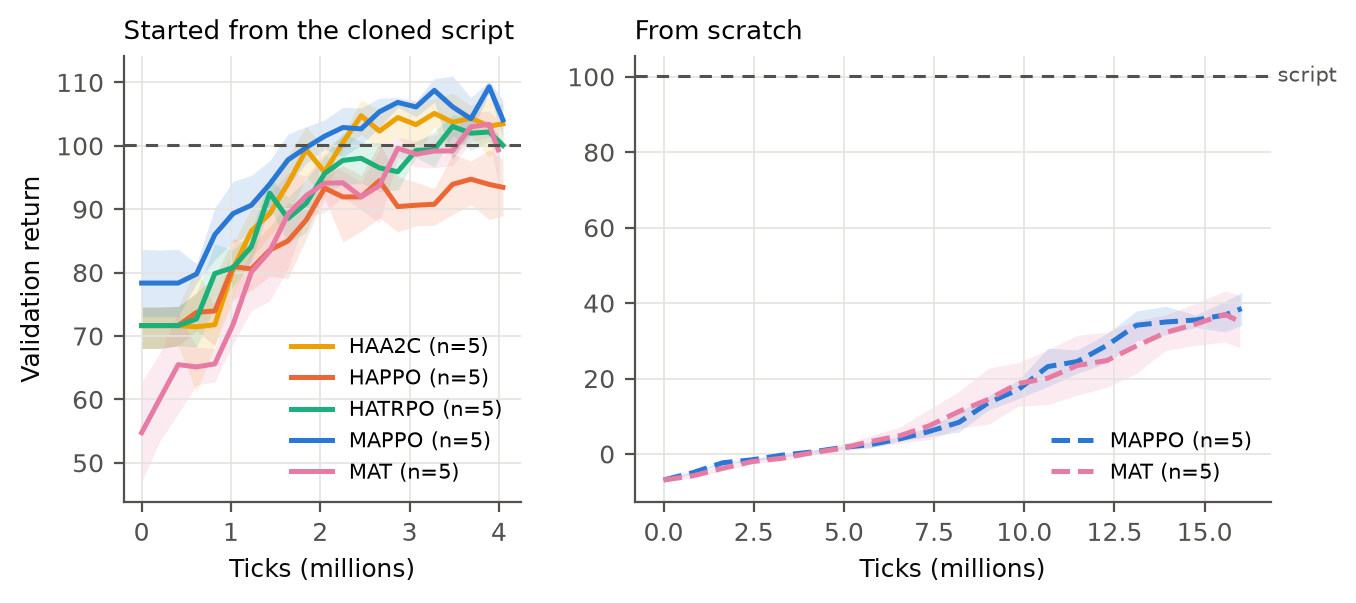 Started from the cloned script
Validation return
110
100
90
80
70
60
50
HAA2C (n=5)
HAPPO (n=5)
HATRPO (n=5)
MAPPO (n=5)
MAT (n=5)
0 1 2 3 4
Ticks (millions)
From scratch
100
80
60
40
20
0
script
MAPPO (n=5)
MAT (n=5)
0.0 2.5 5.0 7.5 10.0 12.5 15.0
Ticks (millions)